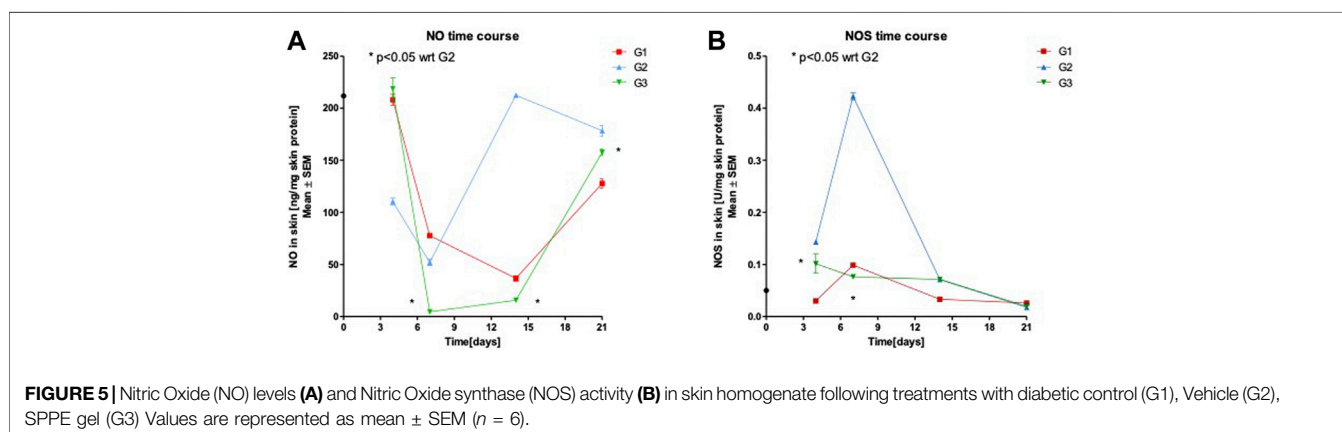 A
NO time course
* p<0.05 wrt G2
G1
G2
G3
NO in skin [ng/mg skin protein]
Mean ± SEM
250
200
150
100
50
0
*
*
*
0 3 6 9 12 15 18 21
Time[days]
B
NOS time course
* p<0.05 wrt G2
G1
G2
G3
NOS in skin [U/mg skin protein]
Mean ± SEM
0.5
0.4
0.3
0.2
0.1
0.0
*
*
0 3 6 9 12 15 18 21
Time[days]
FIGURE 5 | Nitric Oxide (NO) levels (A) and Nitric Oxide synthase (NOS) activity (B) in skin homogenate following treatments with diabetic control (G1), Vehicle (G2),
SPPE gel (G3) Values are represented as mean ± SEM (n = 6).